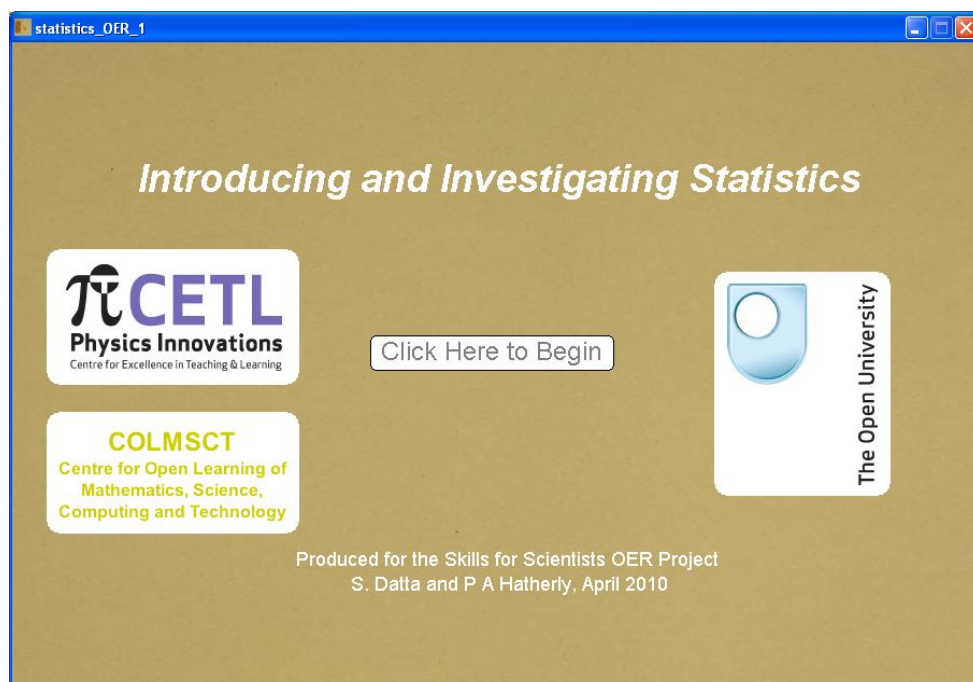 statistics_OER_1
Introducing and Investigating Statistics
πCETL
Physics Innovations
Centre for Excellence in Teaching & Learning
Click Here to Begin
The Open University
COLMSCT
Centre for Open Learning of
Mathematics, Science,
Computing and Technology
Produced for the Skills for Scientists OER Project
S. Datta and P A Hatherly, April 2010